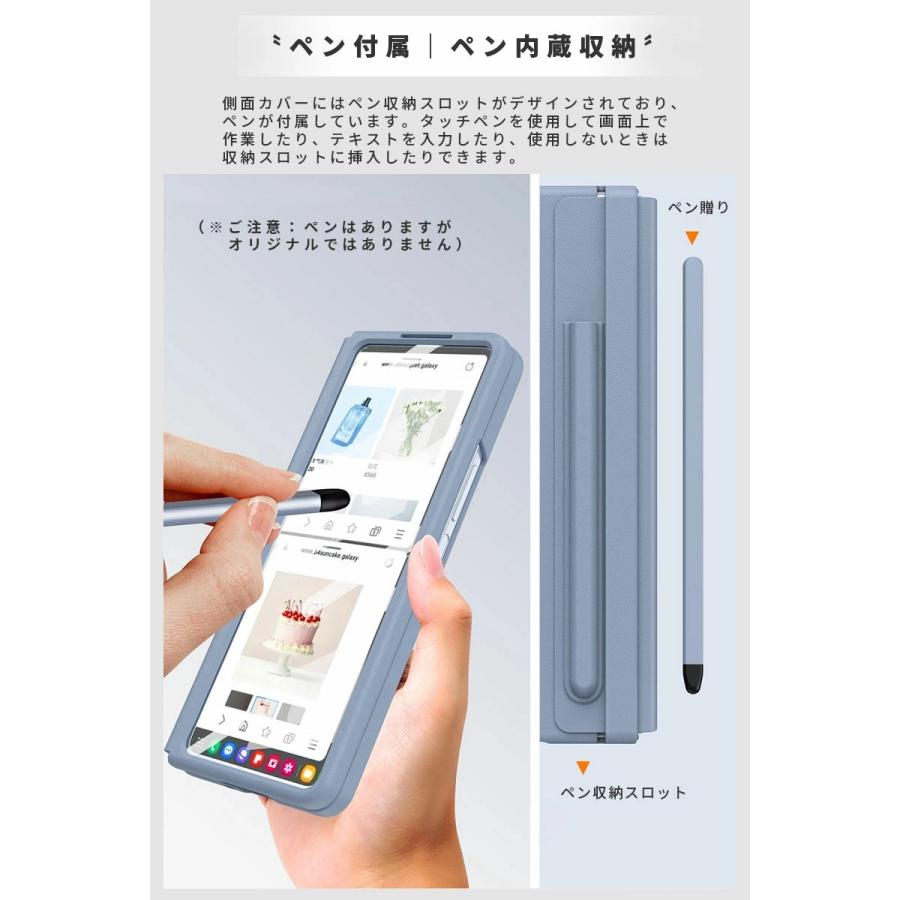 〝ペン付属｜ペン内蔵収納〞
側面カバーにはペン収納スロットがデザインされており、
ペンが付属しています。タッチペンを使用して画面上で
作業したり、テキストを入力したり、使用しないときは
収納スロットに挿入したりできます。
（※ご注意：ペンはありますが
オリジナルではありません）
ペン贈り
www.b4suncake.galaxy
ペン収納スロット